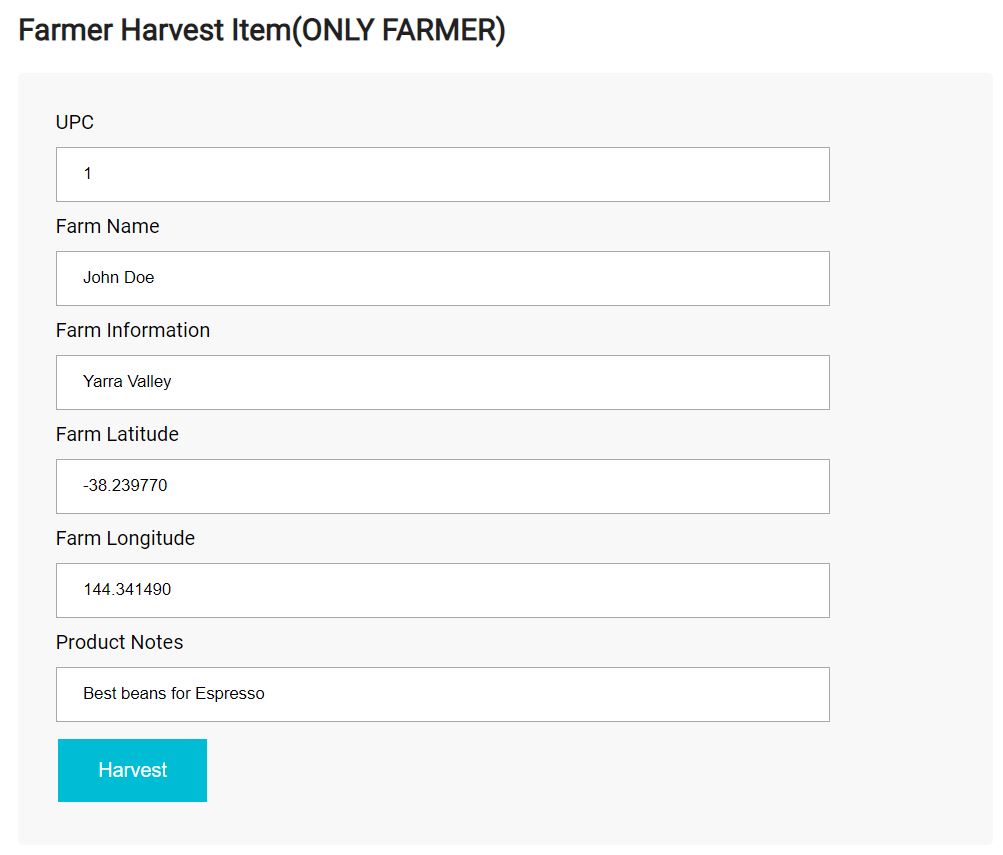 Farmer Harvest Item(ONLY FARMER)
UPC
1
Farm Name
John Doe
Farm Information
Yarra Valley
Farm Latitude
-38.239770
Farm Longitude
144.341490
Product Notes
Best beans for Espresso
Harvest